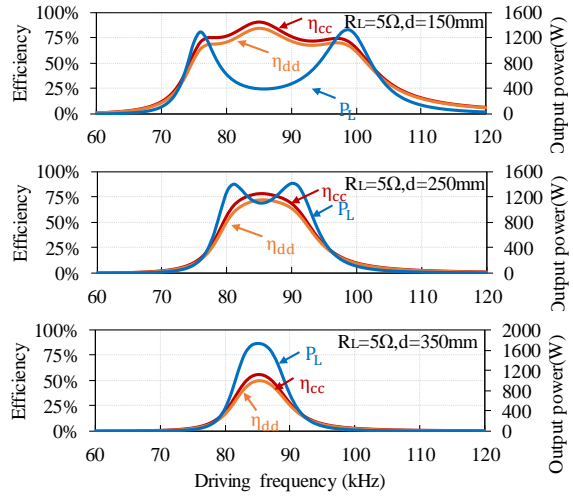 100%
75%
50%
25%
0%
Efficiency
1600
1200
800
400
0
Output power(W)
RL=5Ω,d=150mm
ηcc
ηdd
PL
60 70 80 90 100 110 120
100%
75%
50%
25%
0%
Efficiency
1600
1200
800
400
0
Output power(W)
RL=5Ω,d=250mm
ηcc
PL
ηdd
60 70 80 90 100 110 120
100%
75%
50%
25%
0%
Efficiency
2000
1600
1200
800
400
0
Output power(W)
RL=5Ω,d=350mm
PL
ηcc
ηdd
60 70 80 90 100 110 120
Driving frequency (kHz)